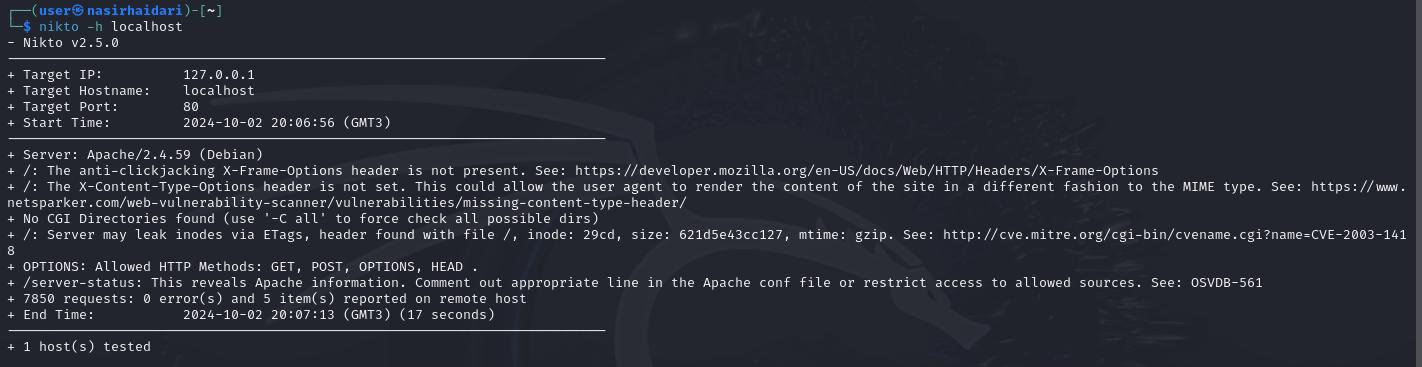 ┌──(user㉿nasirhaidari)-[~]
└─$ nikto -h localhost
- Nikto v2.5.0
---------------------------------------------------------------------------
+ Target IP:          127.0.0.1
+ Target Hostname:    localhost
+ Target Port:        80
+ Start Time:         2024-10-02 20:06:56 (GMT3)
---------------------------------------------------------------------------
+ Server: Apache/2.4.59 (Debian)
+ /: The anti-clickjacking X-Frame-Options header is not present. See: https://developer.mozilla.org/en-US/docs/Web/HTTP/Headers/X-Frame-Options
+ /: The X-Content-Type-Options header is not set. This could allow the user agent to render the content of the site in a different fashion to the MIME type. See: https://www.
netsparker.com/web-vulnerability-scanner/vulnerabilities/missing-content-type-header/
+ No CGI Directories found (use '-C all' to force check all possible dirs)
+ /: Server may leak inodes via ETags, header found with file /, inode: 29cd, size: 621d5e43cc127, mtime: gzip. See: http://cve.mitre.org/cgi-bin/cvename.cgi?name=CVE-2003-141
8
+ OPTIONS: Allowed HTTP Methods: GET, POST, OPTIONS, HEAD .
+ /server-status: This reveals Apache information. Comment out appropriate line in the Apache conf file or restrict access to allowed sources. See: OSVDB-561
+ 7850 requests: 0 error(s) and 5 item(s) reported on remote host
+ End Time:           2024-10-02 20:07:13 (GMT3) (17 seconds)
---------------------------------------------------------------------------
+ 1 host(s) tested